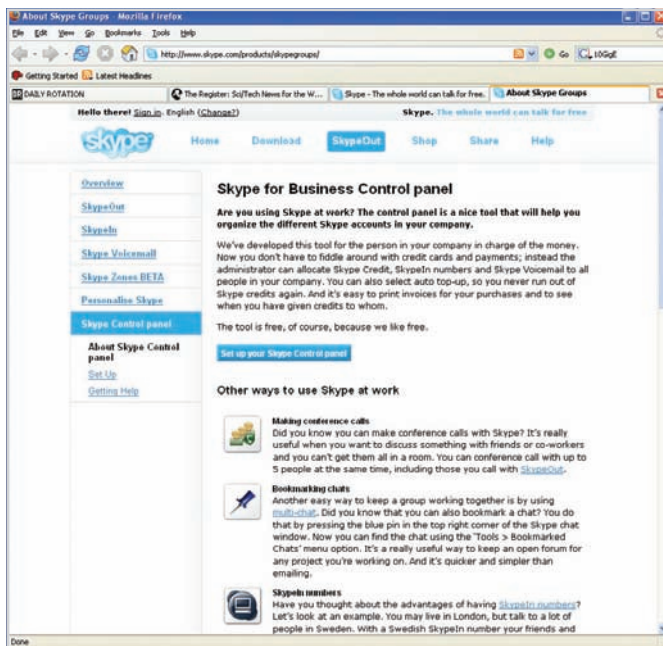 About Skype Groups - Mozilla Firefox
File Edit View Go Bookmarks Tools Help
http://www.skype.com/products/skypegroups/
Go
Getting Started Latest Headlines
DAILY ROTATION
The Register: Sci/Tech News for the W...
Skype - The whole world can talk for free.
About Skype Groups
Hello there! Sign in. English (Change?)
Skype. The whole world can talk for free
skype
Home Download SkypeOut Shop Share Help
Overview
SkypeOut
SkypeIn
Skype Voicemail
Skype Zones BETA
Personalise Skype
Skype Control panel
About Skype Control
panel
Set Up
Getting Help
Skype for Business Control panel
Are you using Skype at work? The control panel is a nice tool that will help you
organize the different Skype accounts in your company.
We've developed this tool for the person in your company in charge of the money.
Now you don't have to fiddle around with credit cards and payments; instead the
administrator can allocate Skype Credit, SkypeIn numbers and Skype Voicemail to all
people in your company. You can also select auto top-up, so you never run out of
Skype credits again. And it's easy to print invoices for your purchases and to see
when you have given credits to whom.
The tool is free, of course, because we like free.
Set up your Skype Control panel
Other ways to use Skype at work
Making conference calls
Did you know you can make conference calls with Skype? It's really
useful when you want to discuss something with friends or co-workers
and you can't get them all in a room. You can conference call with up to
5 people at the same time, including those you call with SkypeOut.
Bookmarking chats
Another easy way to keep a group working together is by using
multi-chat. Did you know that you can also bookmark a chat? You do
that by pressing the blue pin in the top right corner of the Skype chat
window. Now you can find the chat using the 'Tools > Bookmarked
Chats' menu option. It's a really useful way to keep an open forum for
any project you're working on. And it's quicker and simpler than
emailing.
SkypeIn numbers
Have you thought about the advantages of having SkypeIn numbers?
Let's look at an example. You may live in London, but talk to a lot of
people in Sweden. With a Swedish SkypeIn number your friends and
Done